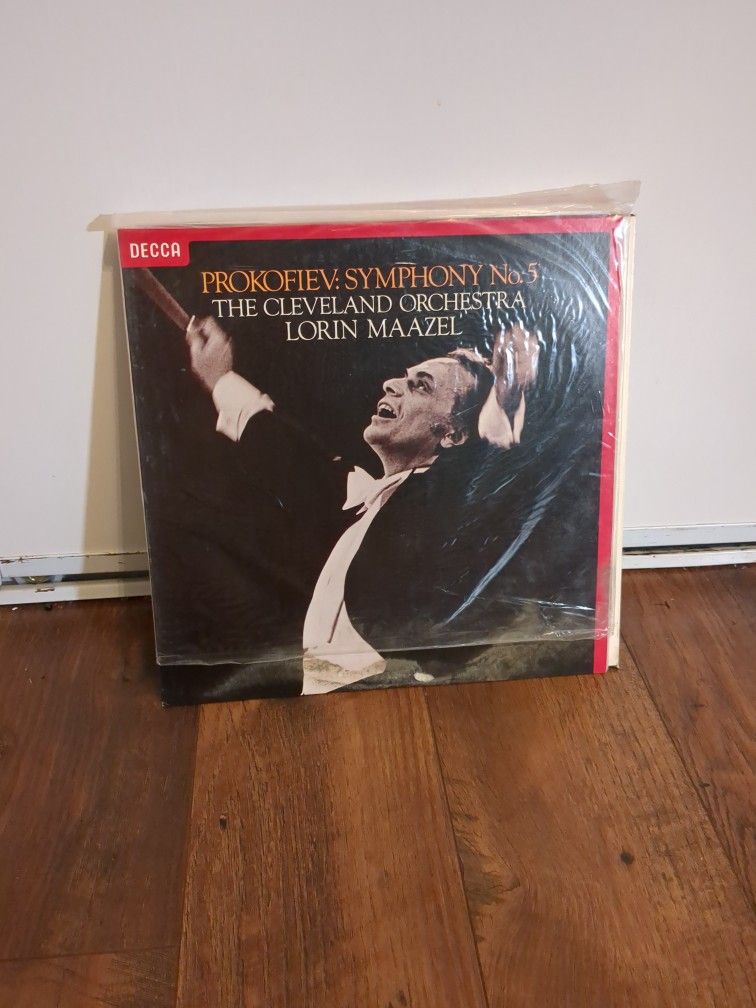 DECCA
PROKOFIEV: SYMPHONY No.5
THE CLEVELAND ORCHESTRA
LORIN MAAZEL